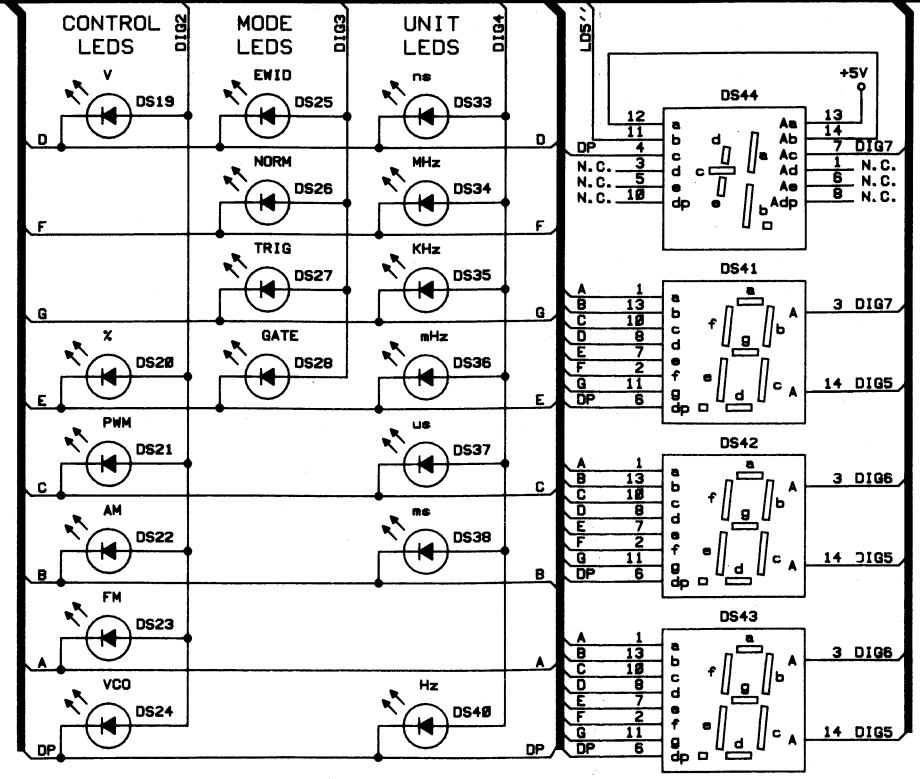 CONTROL LEDS
DIG2
MODE LEDS
DIG3
UNIT LEDS
DIG4
V
DS19
EWID
DS25
ns
DS33
D
D
NORM
DS26
MHz
DS34
F
F
TRIG
DS27
KHz
DS35
G
G
%
DS20
GATE
DS28
mHz
DS36
E
E
PWM
DS21
us
DS37
C
C
AM
DS22
ms
DS38
B
B
FM
DS23
A
A
VCO
DS24
Hz
DS40
DP
DP
LD5''
+5V
DS44
12 a Aa 13
11 b Ab 14
DP 4 c Ac 7 DIG7
N.C. 3 d Ad 1 N.C.
N.C. 5 e Ae 6 N.C.
N.C. 10 dp Adp 8 N.C.
d
a
c
e
b
DS41
A 1 a
B 13 b
C 10 c
D 8 d
E 7 e
F 2 f
G 11 g
DP 6 dp
a
f
b
g
e
c
d
A 3 DIG7
A 14 DIG5
DS42
A 1 a
B 13 b
C 10 c
D 8 d
E 7 e
F 2 f
G 11 g
DP 6 dp
a
f
b
g
e
c
d
A 3 DIG6
A 14 DIG5
DS43
A 1 a
B 13 b
C 10 c
D 8 d
E 7 e
F 2 f
G 11 g
DP 6 dp
a
f
b
g
e
c
d
A 3 DIG6
A 14 DIG5